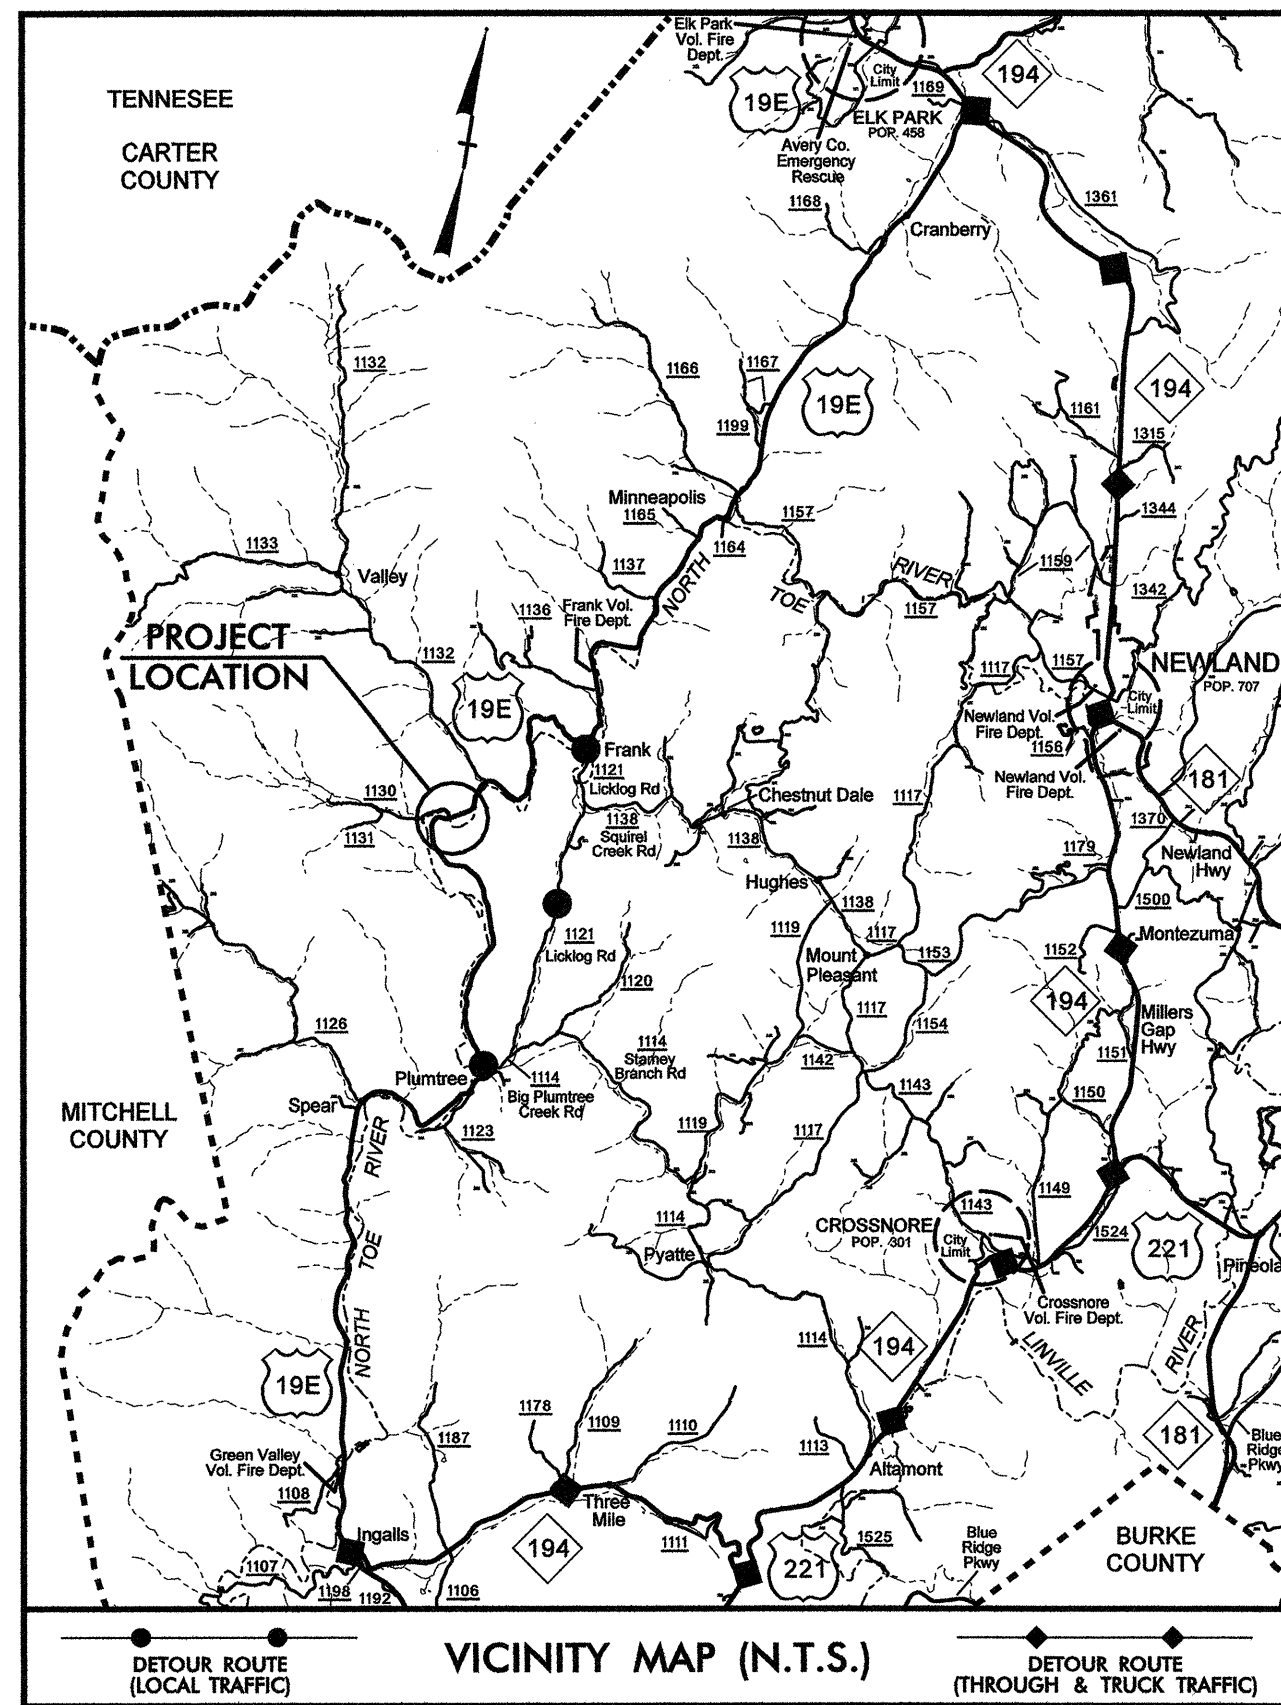 Elk Park
Vol. Fire
Dept.
City
Limit
194
TENNESEE
19E
1169
ELK PARK
POP. 458
CARTER
COUNTY
Avery Co.
Emergency
Rescue
1168
1361
Cranberry
1132
1166
1167
194
19E
1161
1199
1315
Minneapolis
1165
1157
1344
1164
1133
1159
Valley
1137
NORTH
TOE
RIVER
1157
1342
1136
Frank Vol.
Fire Dept.
PROJECT
LOCATION
1132
1117
1157
NEWLAND
POP. 707
19E
City
Limit
Newland Vol.
Fire Dept.
1156
Frank
1121
Licklog Rd
Newland Vol.
Fire Dept.
181
1130
Chestnut Dale
1117
1131
1138
Squirel
Creek Rd
1138
1370
1179
Newland
Hwy
Hughes
1138
1500
1119
1121
Licklog Rd
1117
1153
1152
Montezuma
Mount
Pleasant
1120
194
1126
1117
1154
Millers
Gap
Hwy
1114
Stamey
Branch Rd
1142
1151
Plumtree
1114
Big Plumtree
Creek Rd
1143
1150
Spear
MITCHELL
COUNTY
1123
1119
1117
RIVER
1149
1143
1114
CROSSNORE
POP. 301
City
Limit
1524
221
TOE
Pyatte
Pineola
Crossnore
Vol. Fire Dept.
NORTH
1114
194
LINVILLE
RIVER
19E
1178
1109
1110
1187
1113
181
Blue
Ridge
Pkwy
Green Valley
Vol. Fire Dept.
1108
Altamont
Three
Mile
Ingalls
194
1111
1525
Blue
Ridge
Pkwy
BURKE
COUNTY
221
1107
1198
1192
1106
DETOUR ROUTE
(LOCAL TRAFFIC)
VICINITY MAP (N.T.S.)
DETOUR ROUTE
(THROUGH & TRUCK TRAFFIC)